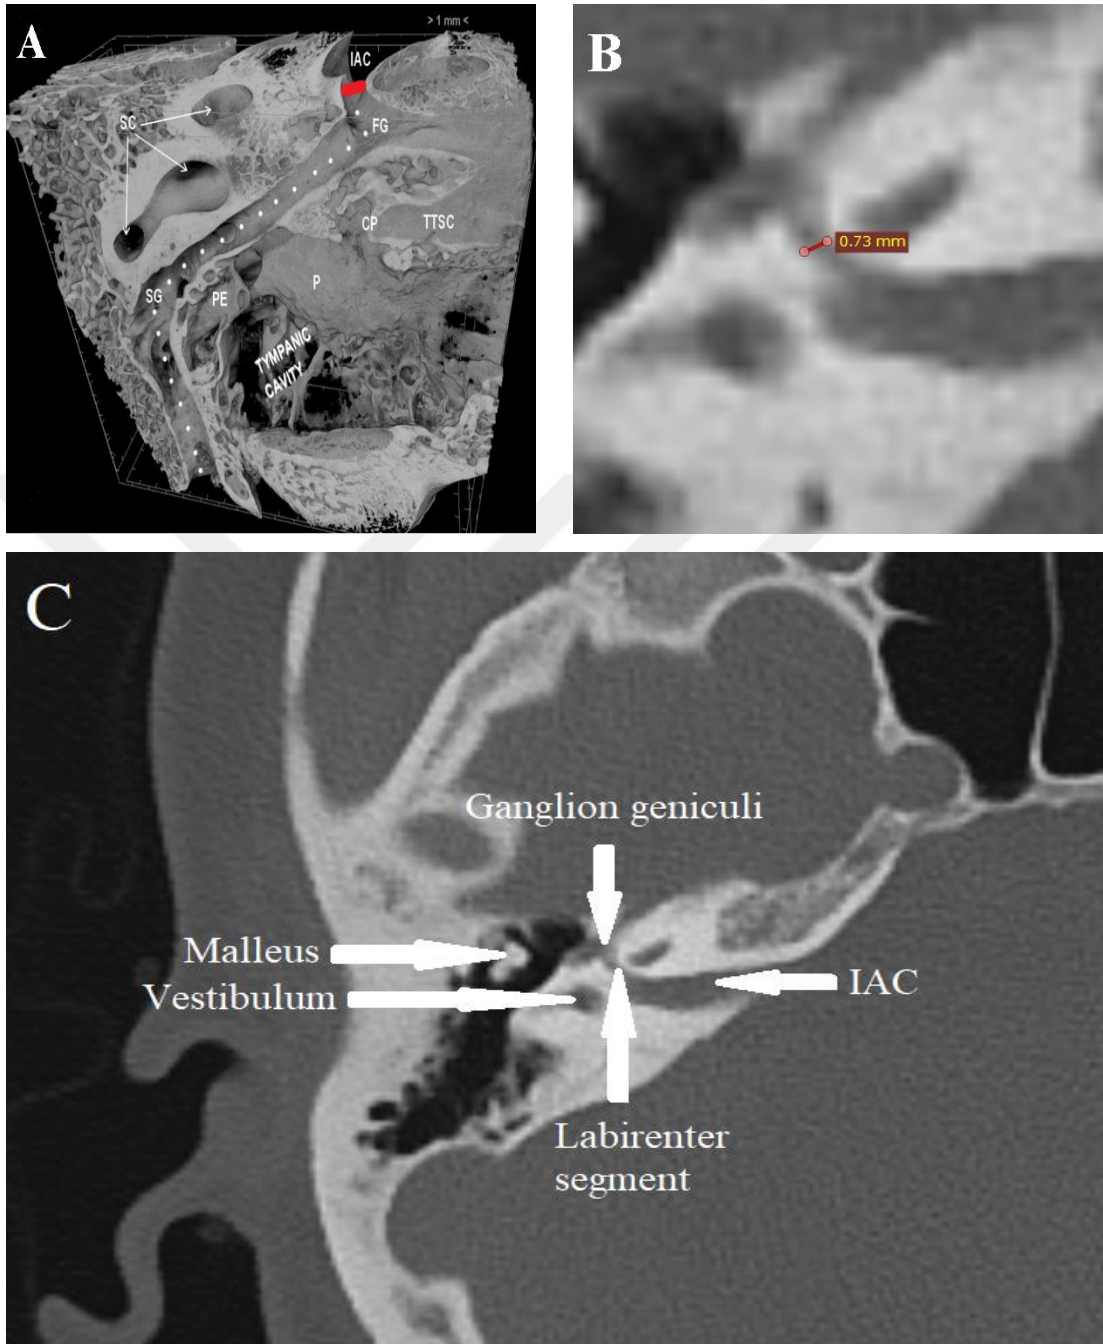 A
> 1 mm <
IAC
SC
FG
CP
TTSC
SG
PE
P
TYMPANIC
CAVITY
B
0.73 mm
C
Ganglion geniculi
Malleus
Vestibulum
IAC
Labirenter
segment